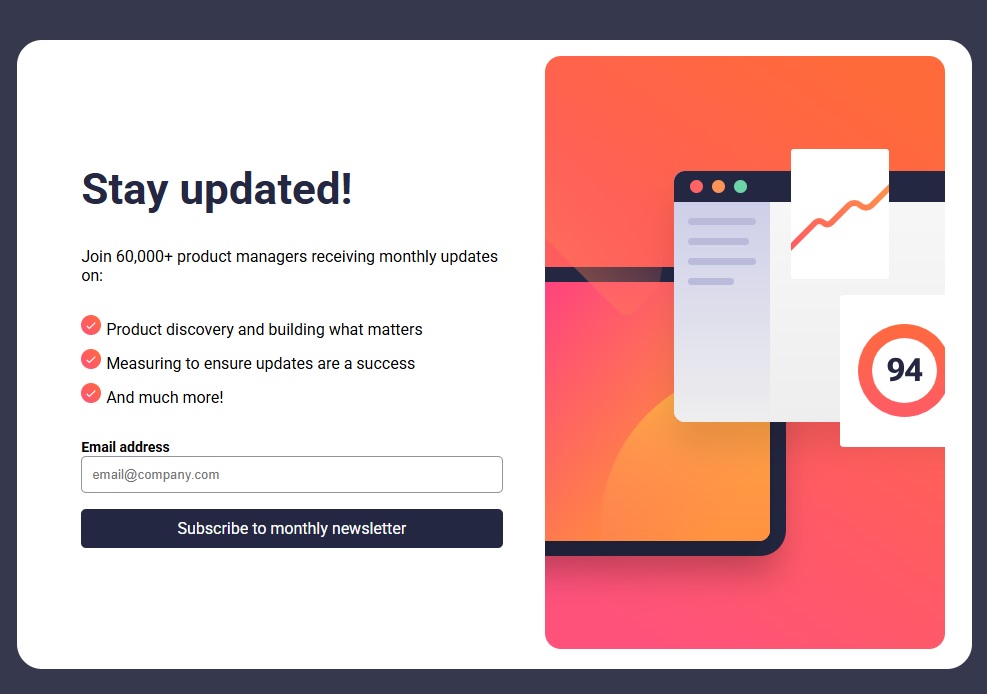 Stay updated!
Join 60,000+ product managers receiving monthly updates
on:
Product discovery and building what matters
Measuring to ensure updates are a success
And much more!
Email address
email@company.com
Subscribe to monthly newsletter
94